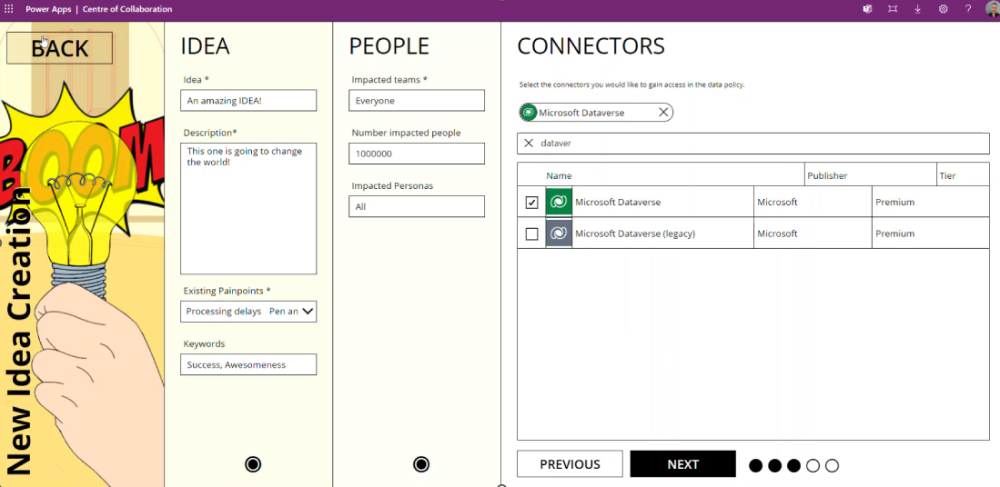 Power Apps | Centre of Collaboration
BACK
BOOM
New Idea Creation
IDEA
Idea *
An amazing IDEA!
Description*
This one is going to change
the world!
Existing Painpoints *
Processing delays Pen an
Keywords
Success, Awesomeness
PEOPLE
Impacted teams *
Everyone
Number impacted people
1000000
Impacted Personas
All
CONNECTORS
Select the connectors you would like to gain access in the data policy.
Microsoft Dataverse
dataver
Name Publisher Tier
Microsoft Dataverse Microsoft Premium
Microsoft Dataverse (legacy) Microsoft Premium
PREVIOUS NEXT